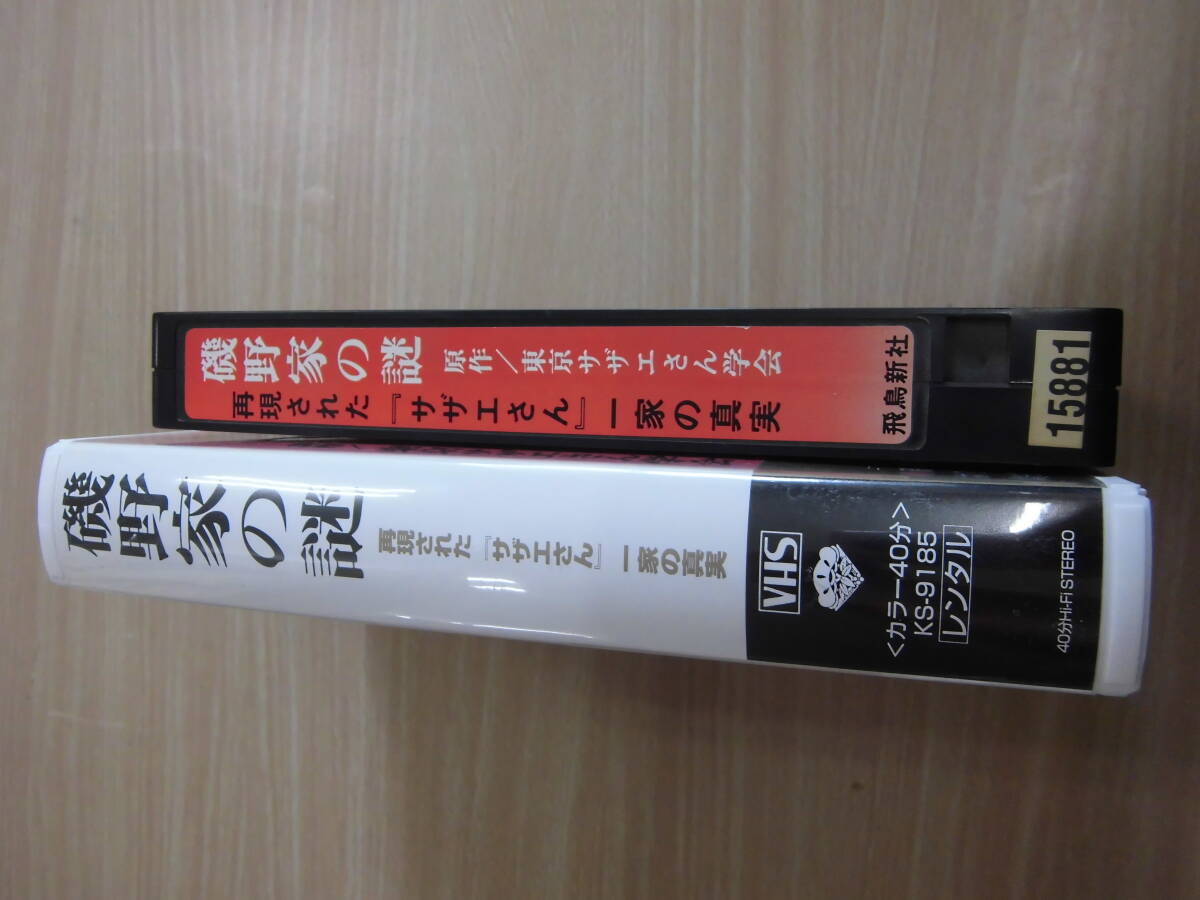 磯野家の謎
原作/東京サザエさん学会
再現された『サザエさん』一家の真実
飛鳥新社
15881
磯野家の謎
再現された『サザエさん』一家の真実
VHS
<カラー40分>
KS-9185
レンタル
40分Hi-Fi STEREO